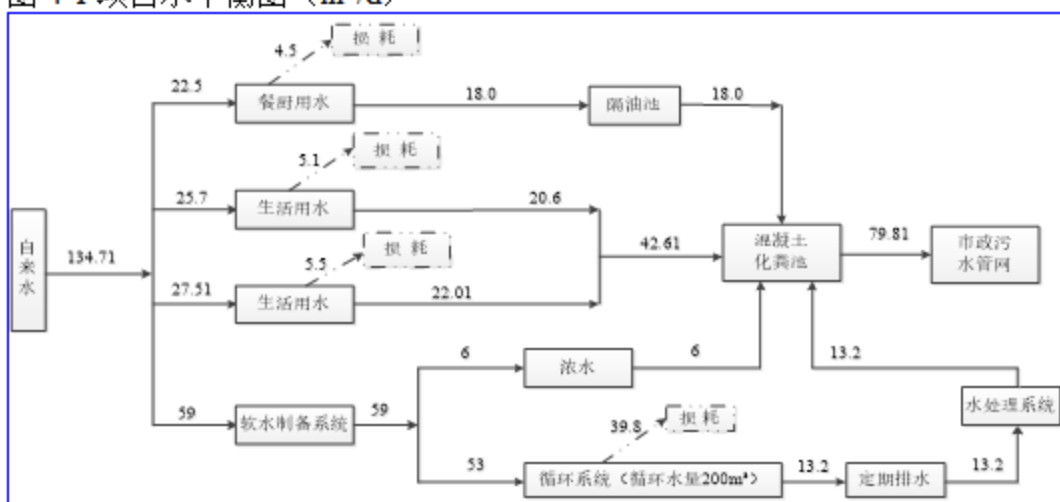 4.5
损 耗
22.5
餐厨用水
18.0
隔油池
18.0
5.1
损 耗
25.7
生活用水
20.6
自来水
134.71
5.5
损 耗
42.61
混凝土
化粪池
79.81
市政污
水管网
27.51
生活用水
22.01
6
浓水
6
13.2
59
软水制备系统
59
39.8
损 耗
水处理系统
53
循环系统（循环水量200m³）
13.2
定期排水
13.2